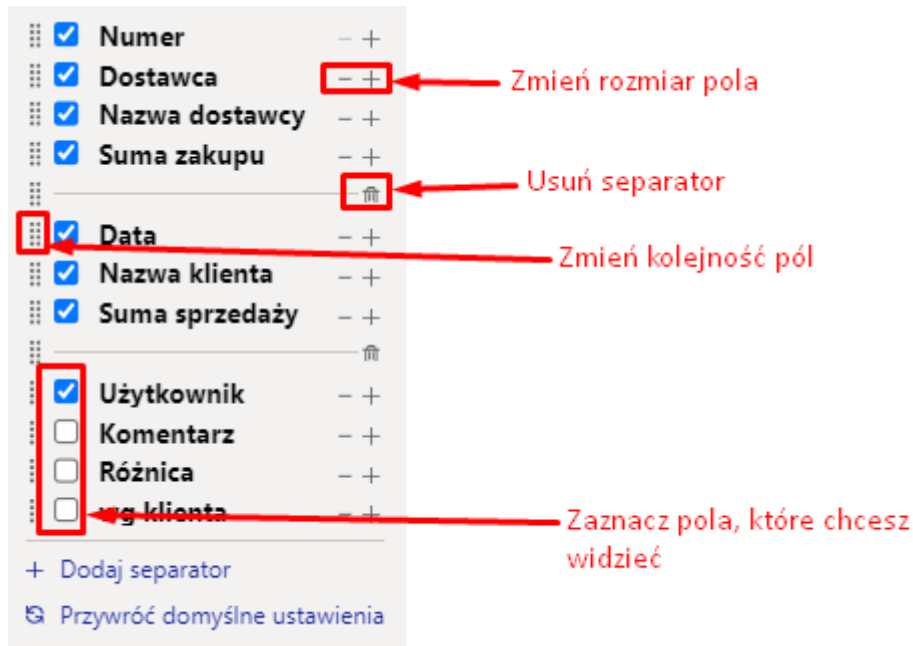 Numer
Dostawca
Zmień rozmiar pola
Nazwa dostawcy
Suma zakupu
Usuń separator
Data
Zmień kolejność pól
Nazwa klienta
Suma sprzedaży
Użytkownik
Komentarz
Różnica
wg klienta
Zaznacz pola, które chcesz
widzieć
+ Dodaj separator
Przywróć domyślne ustawienia